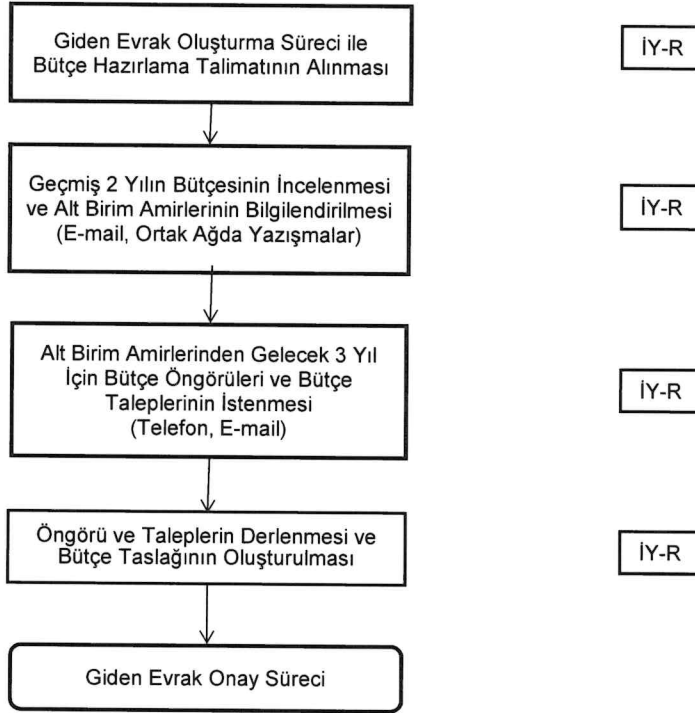 Giden Evrak Oluşturma Süreci ile
Bütçe Hazırlama Talimatının Alınması
İY-R
Geçmiş 2 Yılın Bütçesinin İncelenmesi
ve Alt Birim Amirlerinin Bilgilendirilmesi
(E-mail, Ortak Ağda Yazışmalar)
İY-R
Alt Birim Amirlerinden Gelecek 3 Yıl
İçin Bütçe Öngörüleri ve Bütçe
Taleplerinin İstenmesi
(Telefon, E-mail)
İY-R
Öngörü ve Taleplerin Derlenmesi ve
Bütçe Taslağının Oluşturulması
İY-R
Giden Evrak Onay Süreci